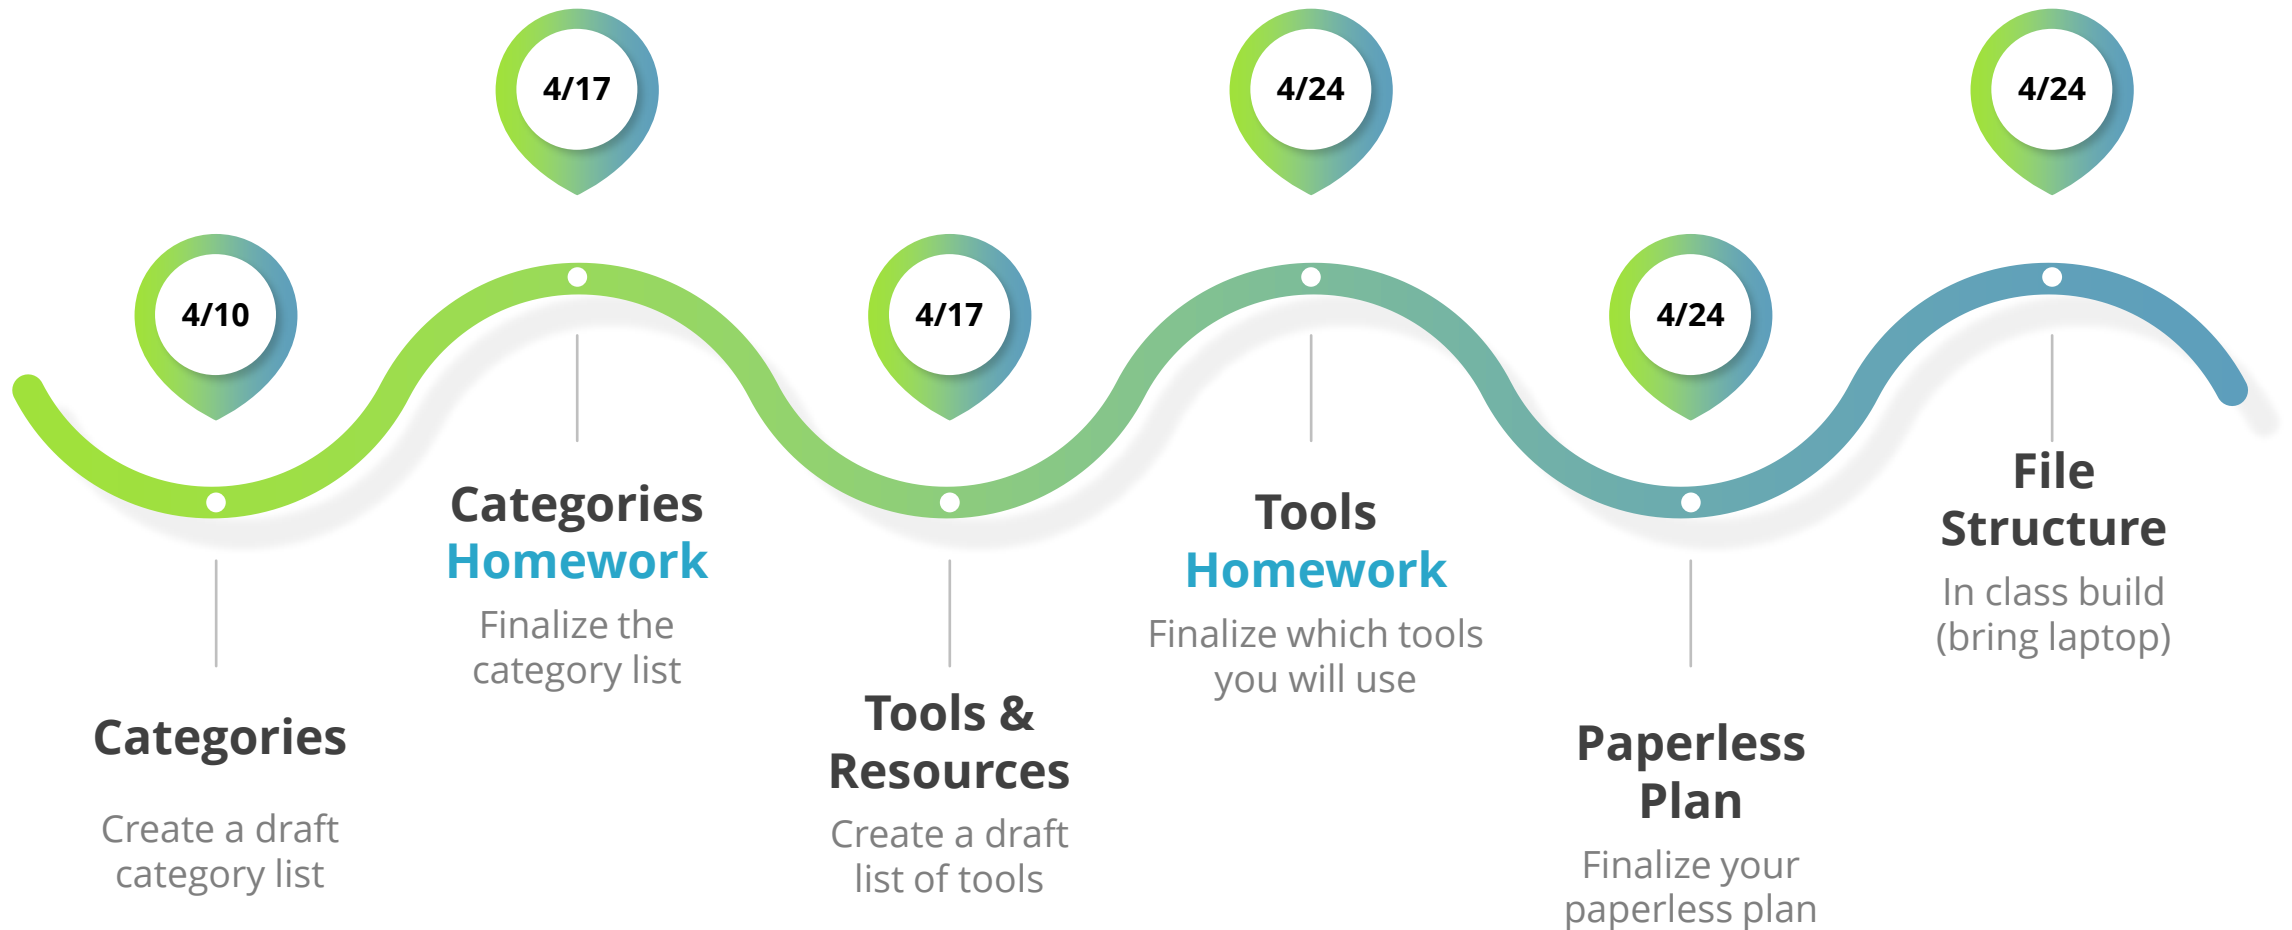 4/10
Categories
Create a draft
category list
4/17
Categories
Homework
Finalize the
category list
4/17
Tools &
Resources
Create a draft
list of tools
4/24
Tools
Homework
Finalize which tools
you will use
4/24
Paperless
Plan
Finalize your
paperless plan
4/24
File
Structure
In class build
(bring laptop)